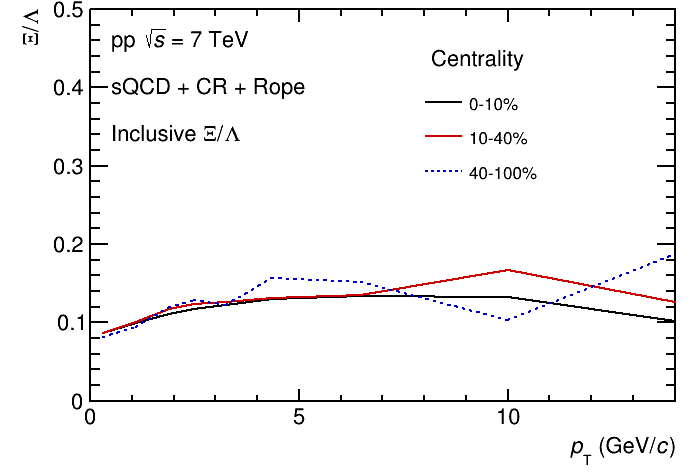 Ξ/Λ
0.5
0.4
0.3
0.2
0.1
0
pp √s = 7 TeV
sQCD + CR + Rope
Inclusive Ξ/Λ
Centrality
0-10%
10-40%
40-100%
0 5 10
p_T (GeV/c)